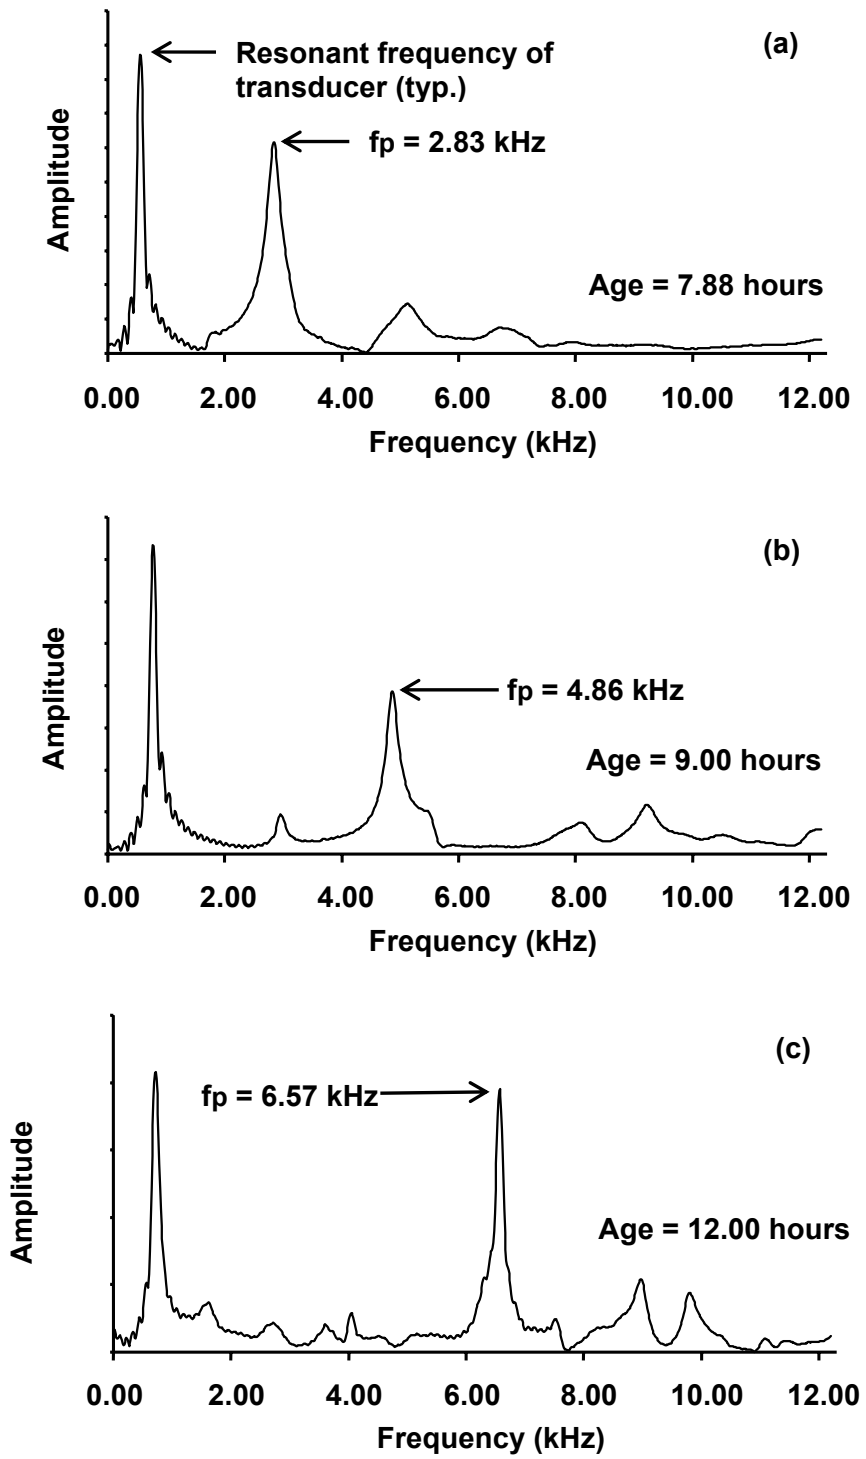 (a)
Resonant frequency of
transducer (typ.)
fp = 2.83 kHz
Age = 7.88 hours
Amplitude
0.00 2.00 4.00 6.00 8.00 10.00 12.00
Frequency (kHz)
(b)
fp = 4.86 kHz
Age = 9.00 hours
Amplitude
0.00 2.00 4.00 6.00 8.00 10.00 12.00
Frequency (kHz)
(c)
fp = 6.57 kHz
Age = 12.00 hours
Amplitude
0.00 2.00 4.00 6.00 8.00 10.00 12.00
Frequency (kHz)